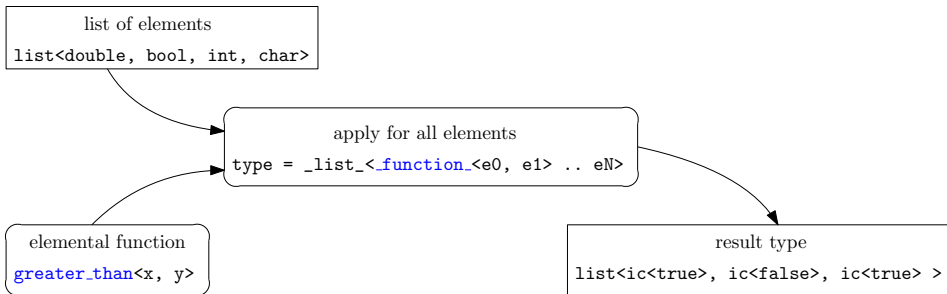 list of elements
list<double, bool, int, char>
apply for all elements
type = _list_<_function_<e0, e1> .. eN>
elemental function
greater_than<x, y>
result type
list<ic<true>, ic<false>, ic<true> >